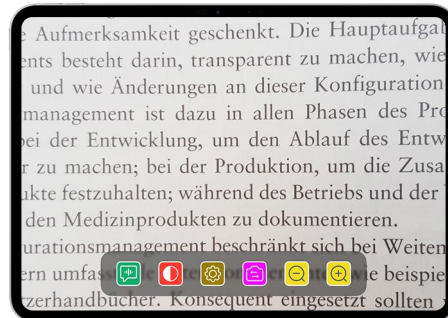 Aufmerksamkeit geschenkt. Die Hauptaufgab
ents besteht darin, transparent zu machen, wie
und wie Änderungen an dieser Konfiguration
management ist dazu in allen Phasen des Pro
bei der Entwicklung, um den Ablauf des Entw
r zu machen; bei der Produktion, um die Zusa
ukte festzuhalten; während des Betriebs und der
den Medizinprodukten zu dokumentieren.
urationsmanagement beschränkt sich bei Weitem
ern umfass wie beispie
tzerhandbücher. Konsequent eingesetzt sollten